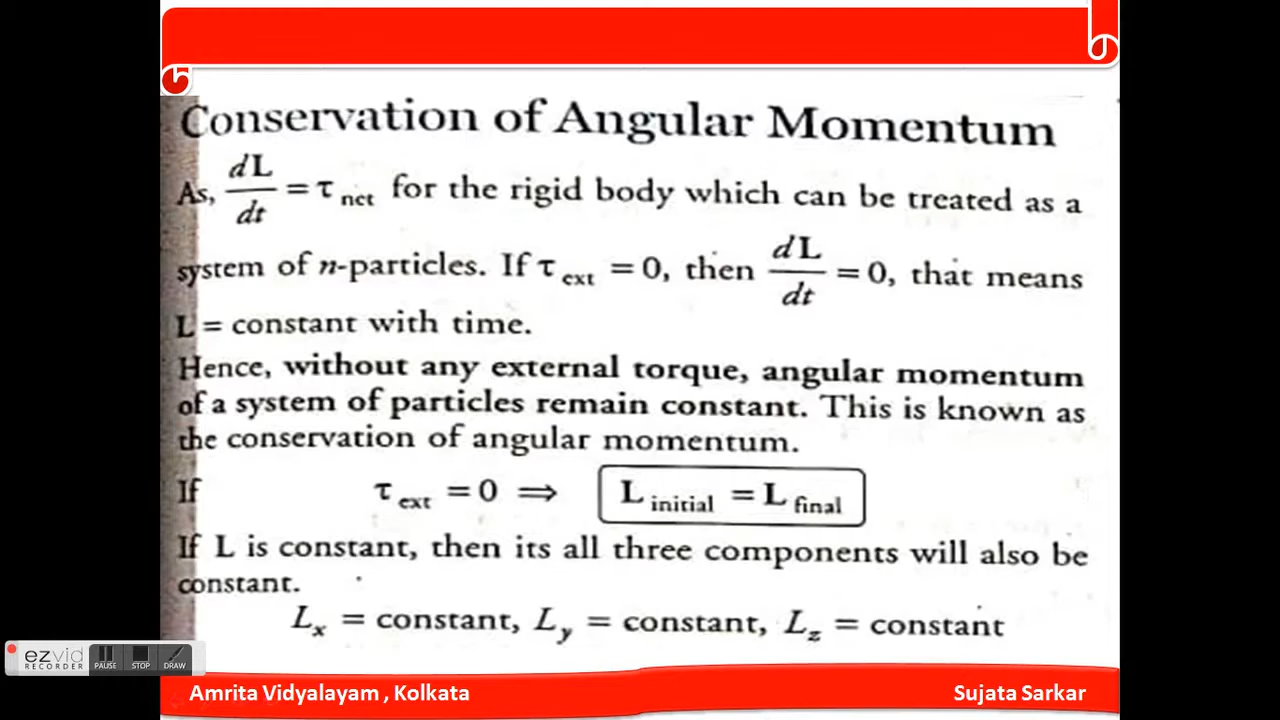 Conservation of Angular Momentum
As, dL/dt = τ net for the rigid body which can be treated as a
system of n-particles. If τ ext = 0, then dL/dt = 0, that means
L = constant with time.
Hence, without any external torque, angular momentum
of a system of particles remain constant. This is known as
the conservation of angular momentum.
If τ ext = 0 ⟹ L initial = L final
If L is constant, then its all three components will also be
constant.
Lx = constant, Ly = constant, Lz = constant
ezvid
RECORDER
PAUSE STOP DRAW
Amrita Vidyalayam , Kolkata Sujata Sarkar